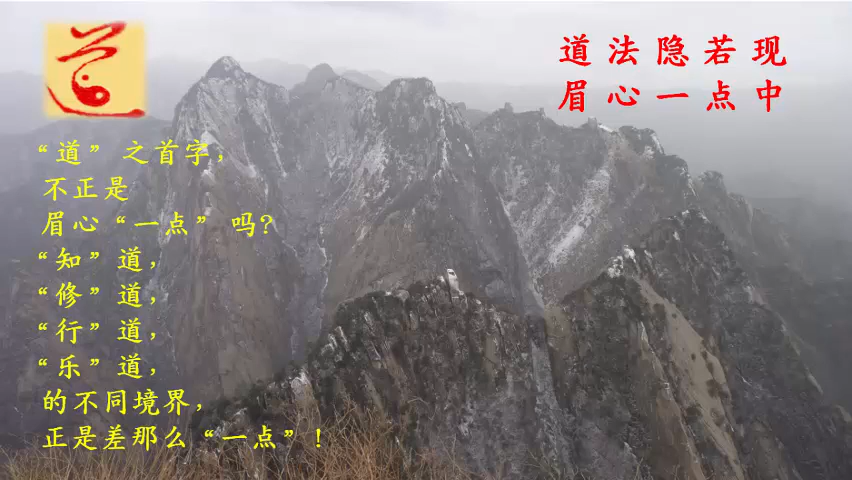 道
道法隐若现
眉心一点中
“道”之首字，
不正是
眉心“一点”吗？
“知”道，
“修”道，
“行”道，
“乐”道，
的不同境界，
正是差那么“一点”！